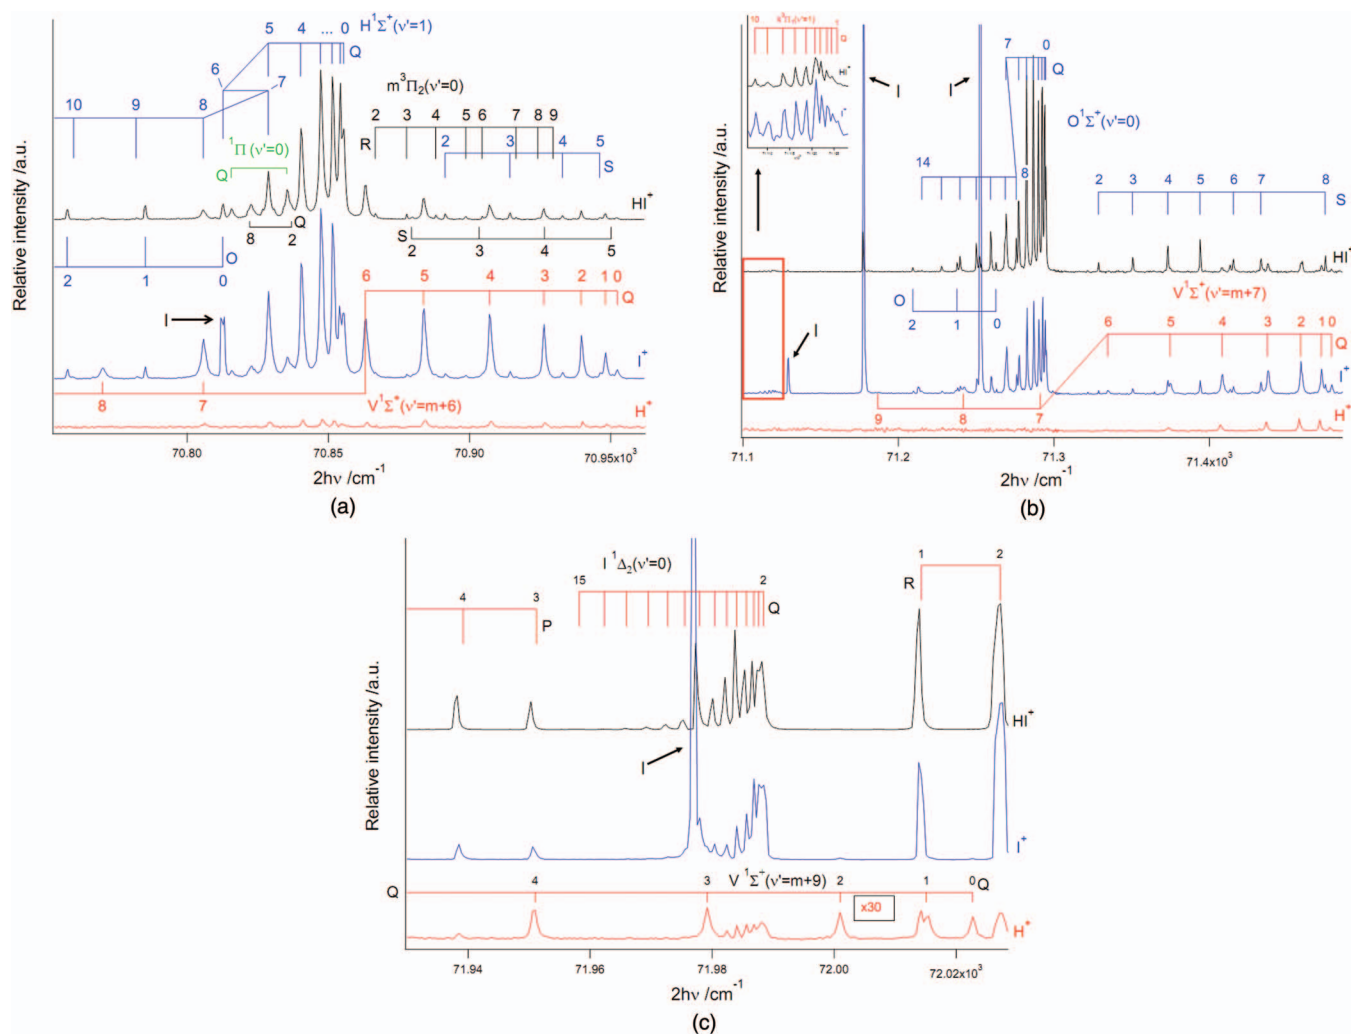 5 4 ... 0 H¹Σ⁺(ν'=1)
Q
6 7
10 9 8
m³Π₂(ν'=0)
2 3 4 5 6 7 8 9
R
¹Π(ν'=0)
Q
2 3 4 5
S
HI⁺
8 2 Q
S
2 3 4 5
O
2 1 0
I
6 5 4 3 2 1 0
Q
I⁺
8 7
V¹Σ⁺(ν'=m+6)
H⁺
Relative intensity /a.u.
70.80 70.85 70.90 70.95x10³
2hν /cm⁻¹
(a)
10 1
Q
HI⁺
I⁺
I I
7 0
Q
O¹Σ⁺(ν'=0)
14 8
2 3 4 5 6 7 8
S
HI⁺
O
2 1 0
I
V¹Σ⁺(ν'=m+7)
6 5 4 3 2 1 0
Q
I⁺
9 8 7
H⁺
Relative intensity /a.u.
71.1 71.2 71.3 71.4x10³
2hν /cm⁻¹
(b)
I ¹Δ₂(ν'=0)
15 2
Q
4 3
P
R
1 2
HI⁺
I
I⁺
Q
V ¹Σ⁺(ν'=m+9)
4 3 2 1 0
Q
x30
H⁺
Relative intensity /a.u.
71.94 71.96 71.98 72.00 72.02x10³
2hν /cm⁻¹
(c)